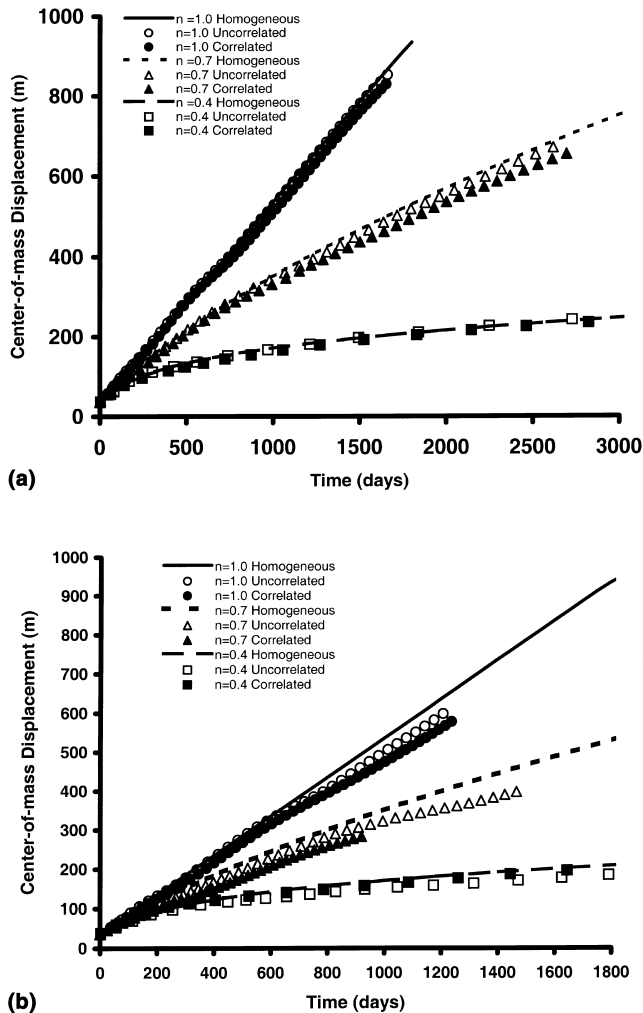 1000
800
600
400
200
0
Center-of-mass Displacement (m)
n =1.0 Homogeneous
n=1.0 Uncorrelated
n=1.0 Correlated
n =0.7 Homogeneous
n=0.7 Uncorrelated
n=0.7 Correlated
n =0.4 Homogeneous
n=0.4 Uncorrelated
n=0.4 Correlated
0 500 1000 1500 2000 2500 3000
Time (days)
(a)
1000
900
800
700
600
500
400
300
200
100
0
Center-of-mass Displacement (m)
n=1.0 Homogeneous
n=1.0 Uncorrelated
n=1.0 Correlated
n=0.7 Homogeneous
n=0.7 Uncorrelated
n=0.7 Correlated
n=0.4 Homogeneous
n=0.4 Uncorrelated
n=0.4 Correlated
0 200 400 600 800 1000 1200 1400 1600 1800
Time (days)
(b)